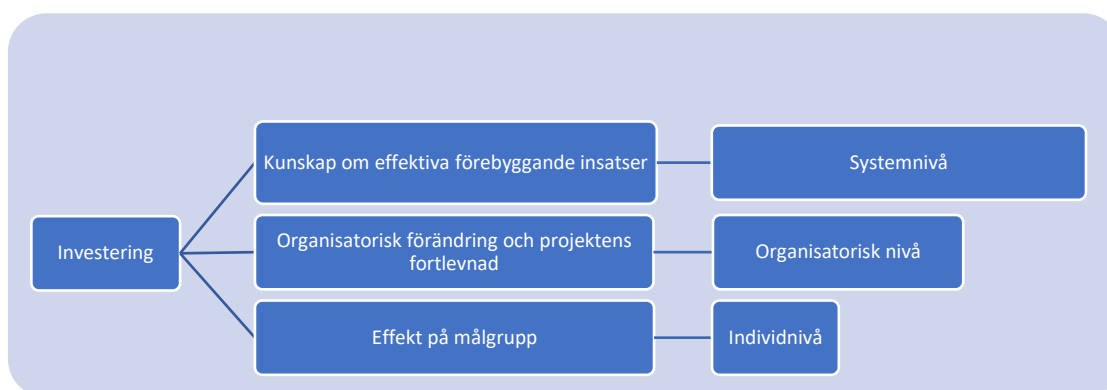 Kunskap om effektiva förebyggande insatser
Systemnivå
Investering
Organisatorisk förändring och projektens
fortlevnad
Organisatorisk nivå
Effekt på målgrupp
Individnivå